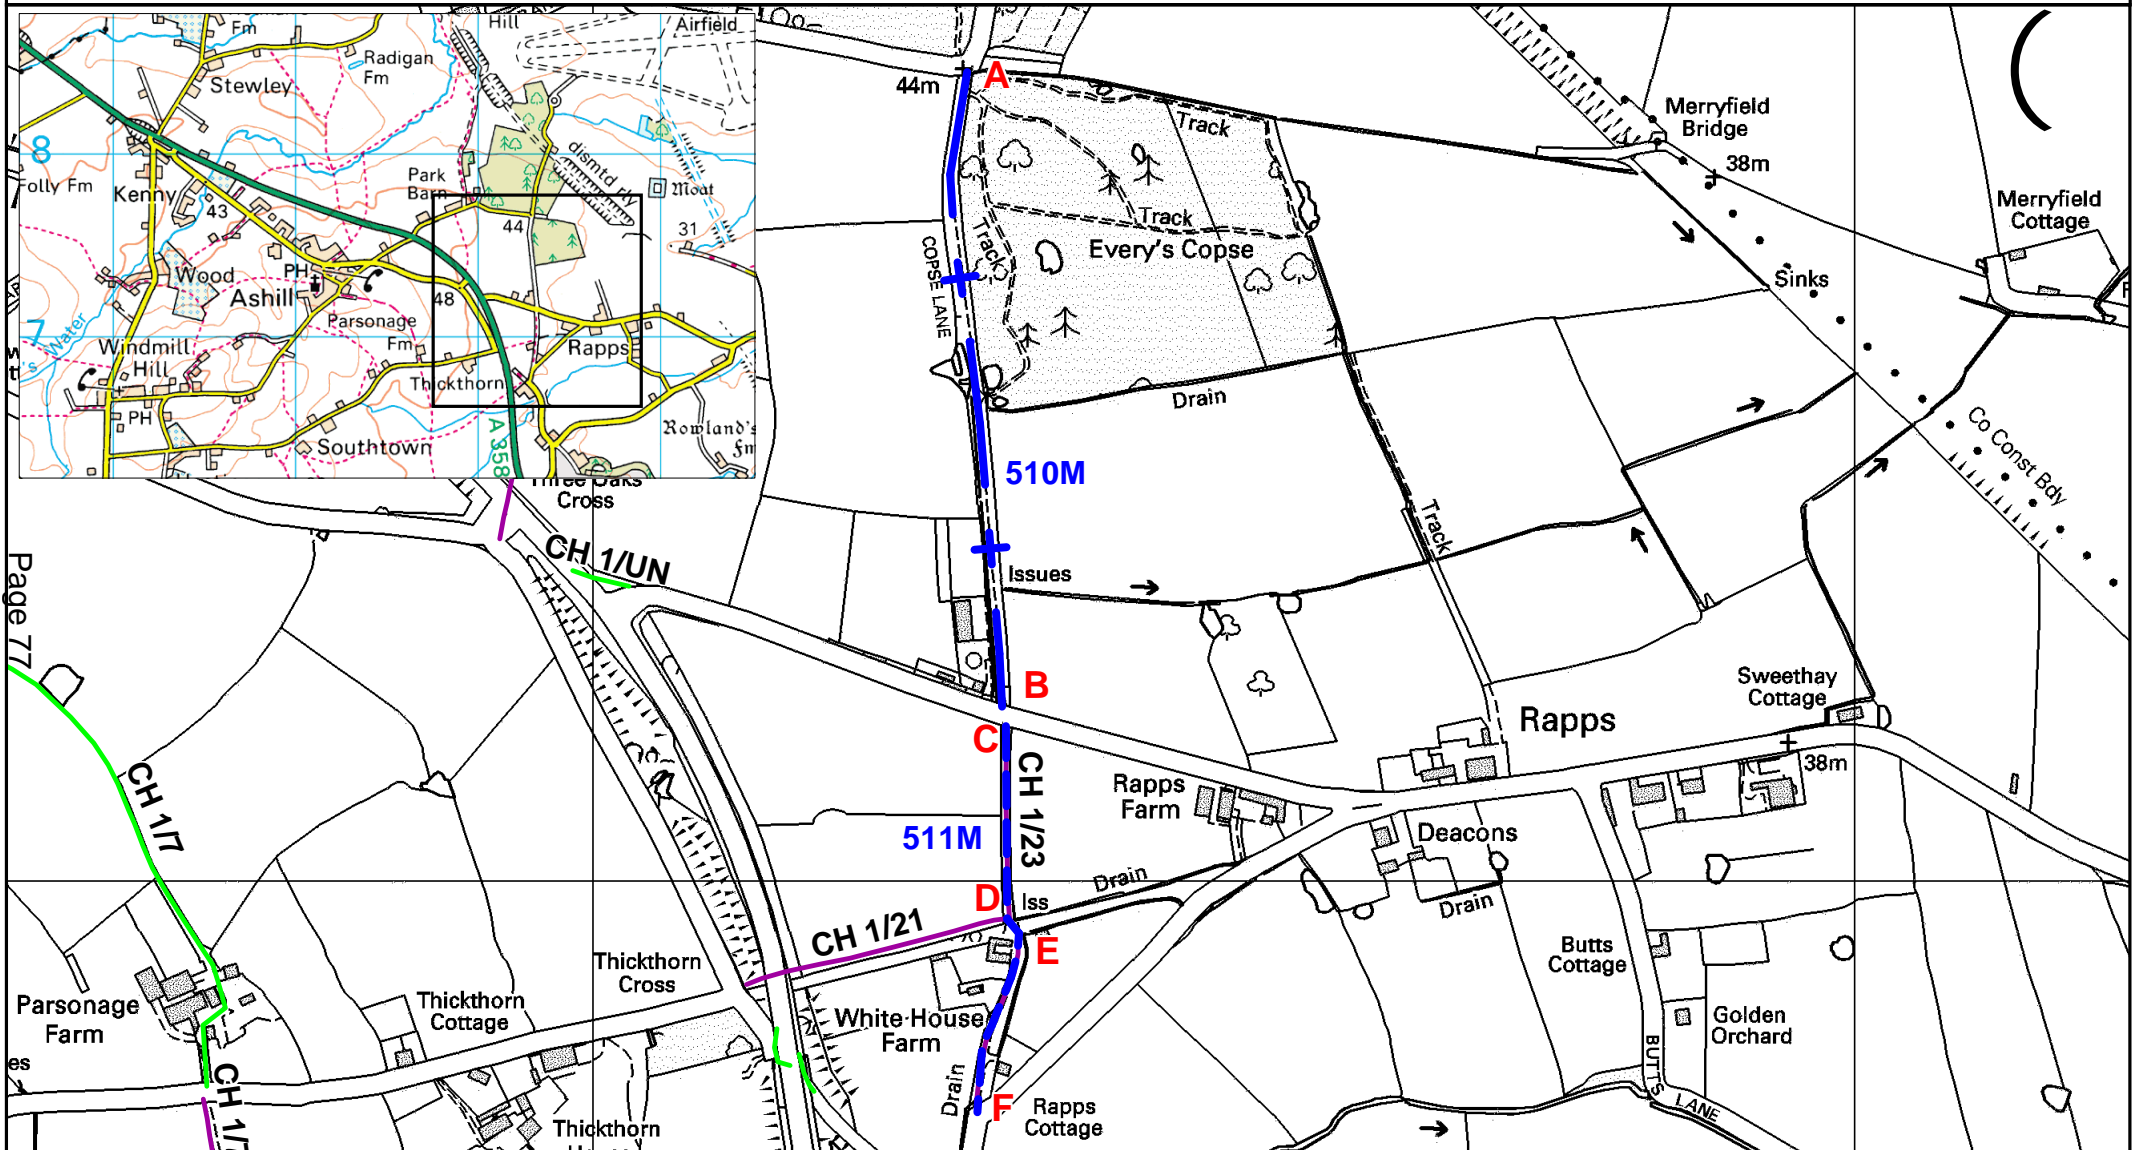 Fm
Hill
Airfield
Radigan
Fm
Stewley
8
dismtd rly
Folly Fm
Kenny
43
Park
Barn
Moat
44
31
Wood
PH
Ashill
48
Parsonage
Fm
7
Water
Windmill
Hill
Rapps
Thickthorn
PH
Southtown
A358
Rowland's
Fm
44m
A
Track
Merryfield
Bridge
38m
Merryfield
Cottage
Track
Every's Copse
Track
COPSE LANE
Sinks
Drain
Co Const Bdy
510M
Track
Three Oaks
Cross
CH 1/UN
Issues
Page 77
B
Sweethay
Cottage
Rapps
C
CH 1/23
38m
Rapps
Farm
CH 1/7
511M
Deacons
Drain
D
Iss
Drain
CH 1/21
E
Butts
Cottage
Thickthorn
Cross
Parsonage
Farm
Thickthorn
Cottage
White House
Farm
Golden
Orchard
es
BUTTS LANE
CH 1/
Drain
F
Rapps
Cottage
Thickthorn